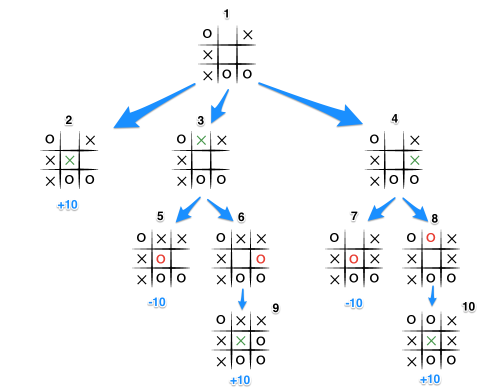 1
O X
X
X O O
2 3 4
O X
X X
X O O
+10
O X X
X
X O O
O X
X X
X O O
5 6 7 8
O X X
X O
X O O
-10
O X X
X O
X O O
O X
X O X
X O O
-10
O O X
X X
X O O
9 10
O X X
X X O
X O O
+10
O O X
X X X
X O O
+10